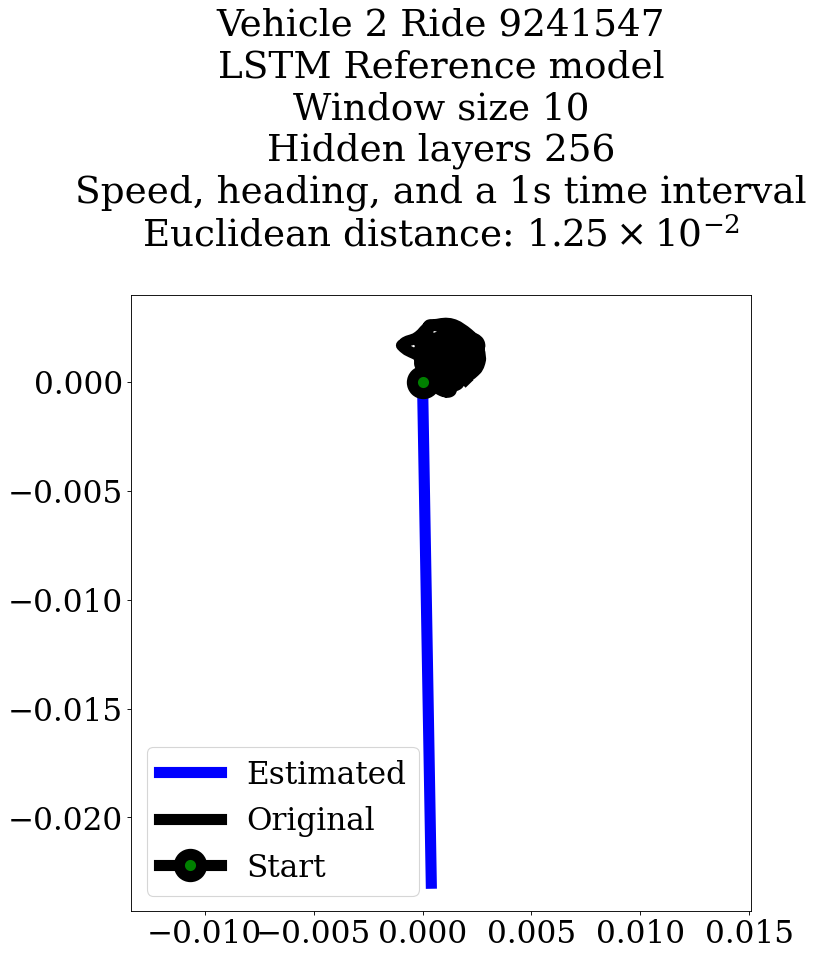 Vehicle 2 Ride 9241547
LSTM Reference model
Window size 10
Hidden layers 256
Speed, heading, and a 1s time interval
Euclidean distance: 1.25 × 10⁻²
0.000
−0.005
−0.010
−0.015
−0.020
Estimated
Original
Start
−0.010 −0.005 0.000 0.005 0.010 0.015